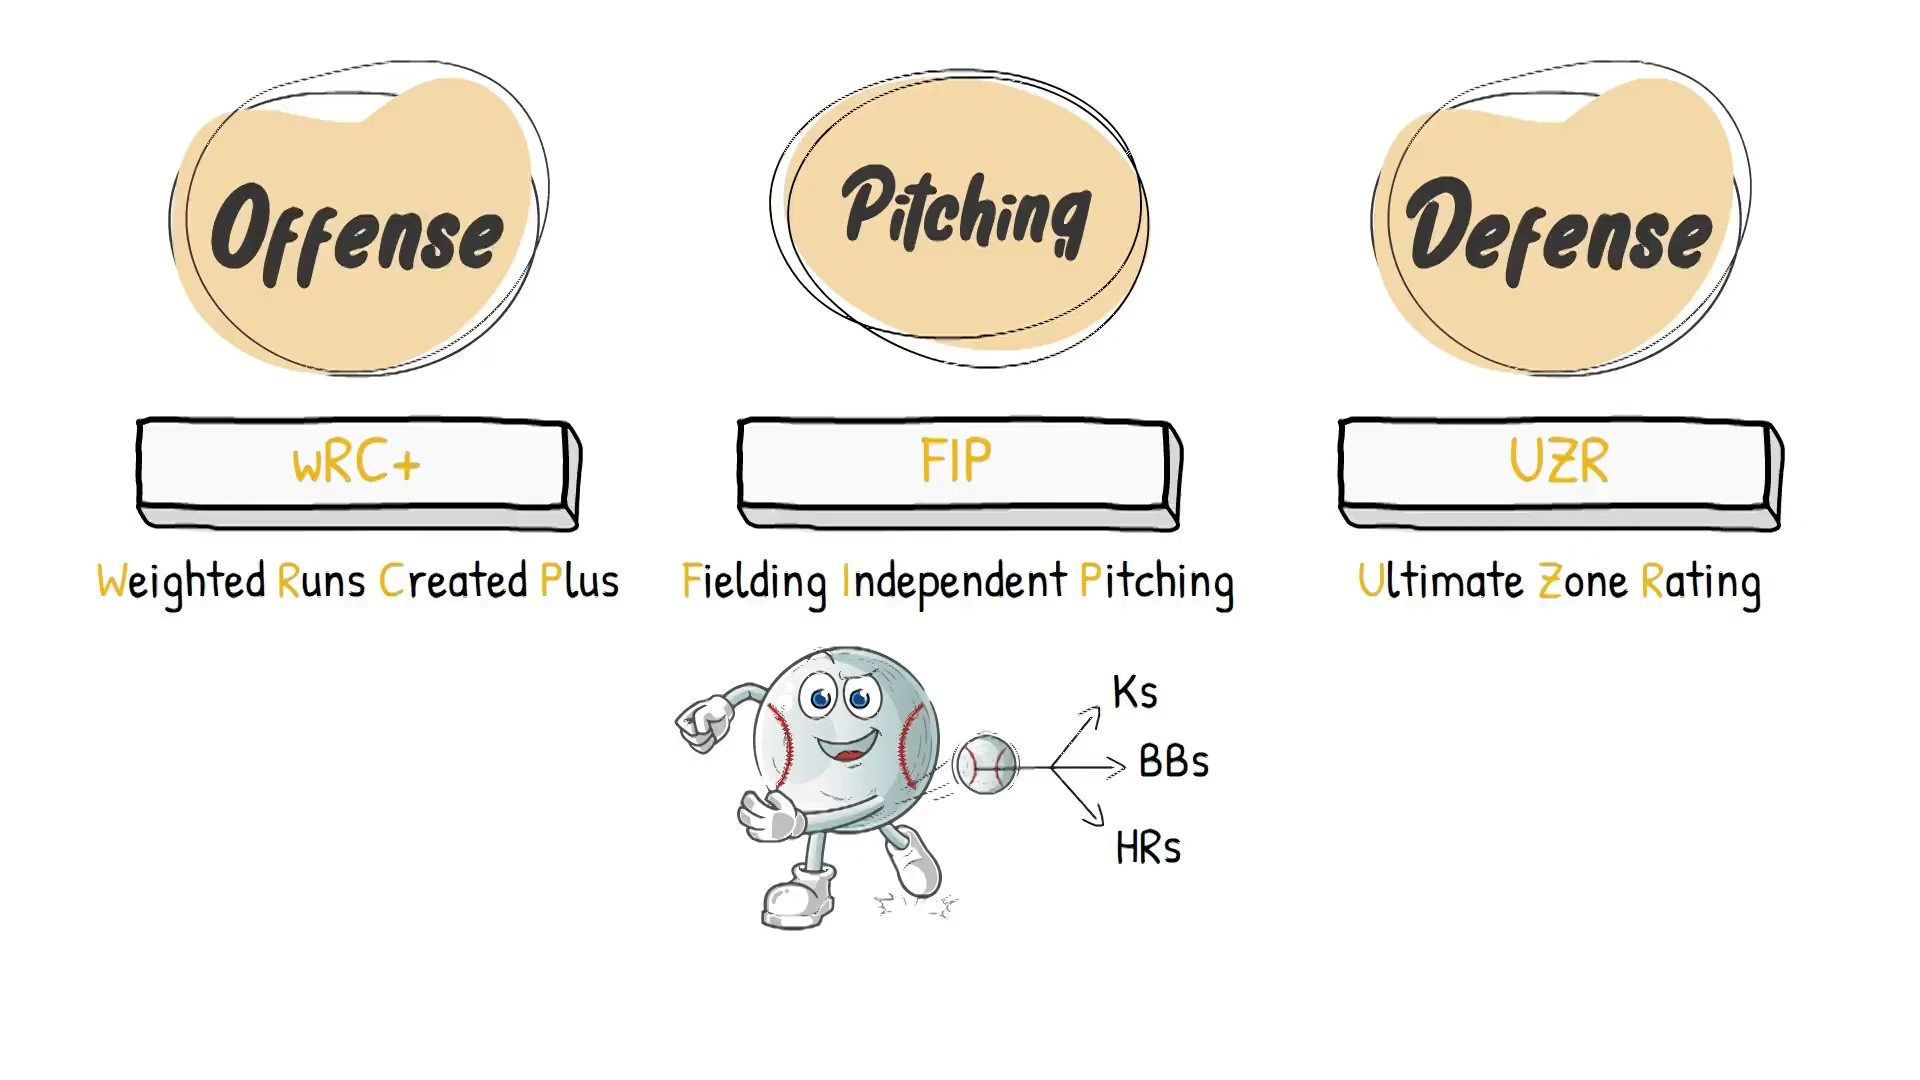 Offense
Pitching
Defense
wRC+
FIP
UZR
Weighted Runs Created Plus
Fielding Independent Pitching
Ultimate Zone Rating
Ks
BBs
HRs